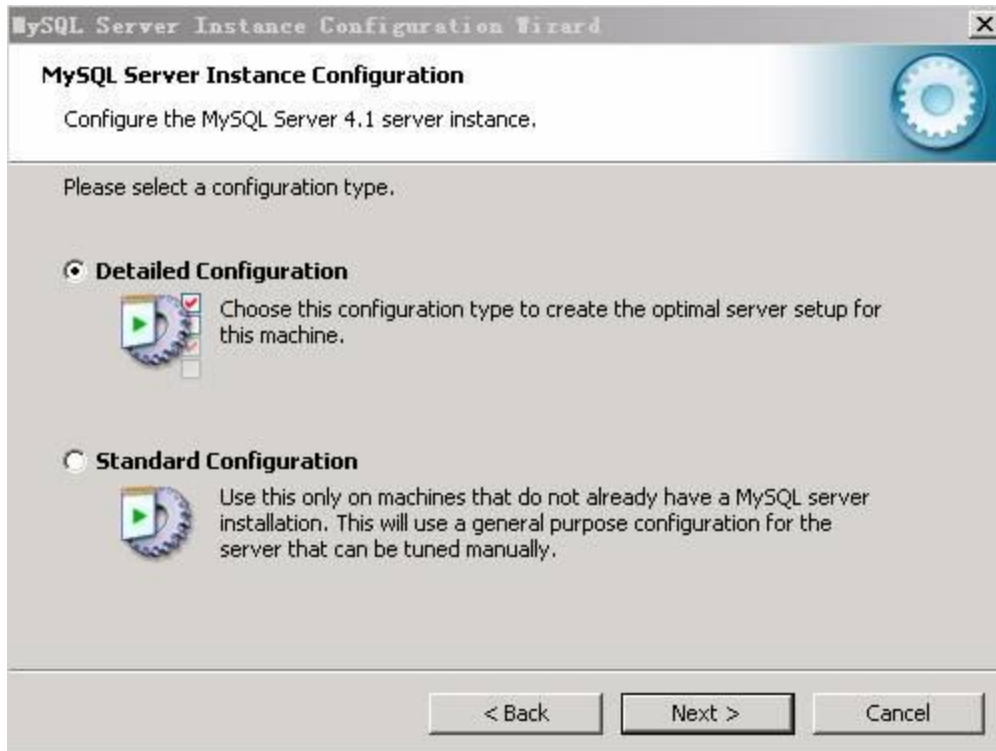 MySQL Server Instance Configuration Wizard
MySQL Server Instance Configuration
Configure the MySQL Server 4.1 server instance.
Please select a configuration type.
Detailed Configuration
Choose this configuration type to create the optimal server setup for
this machine.
Standard Configuration
Use this only on machines that do not already have a MySQL server
installation. This will use a general purpose configuration for the
server that can be tuned manually.
< Back
Next >
Cancel